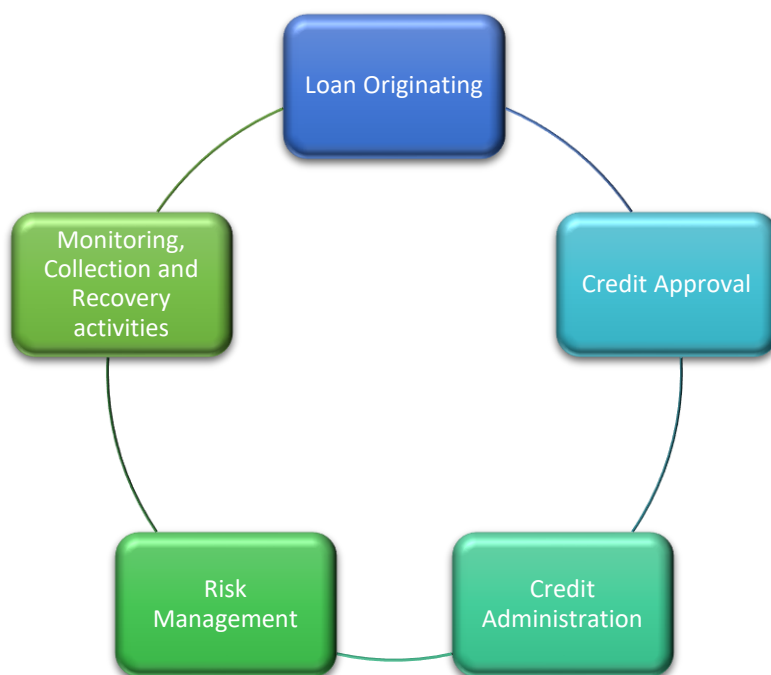 Loan Originating
Credit Approval
Credit
Administration
Risk
Management
Monitoring,
Collection and
Recovery
activities